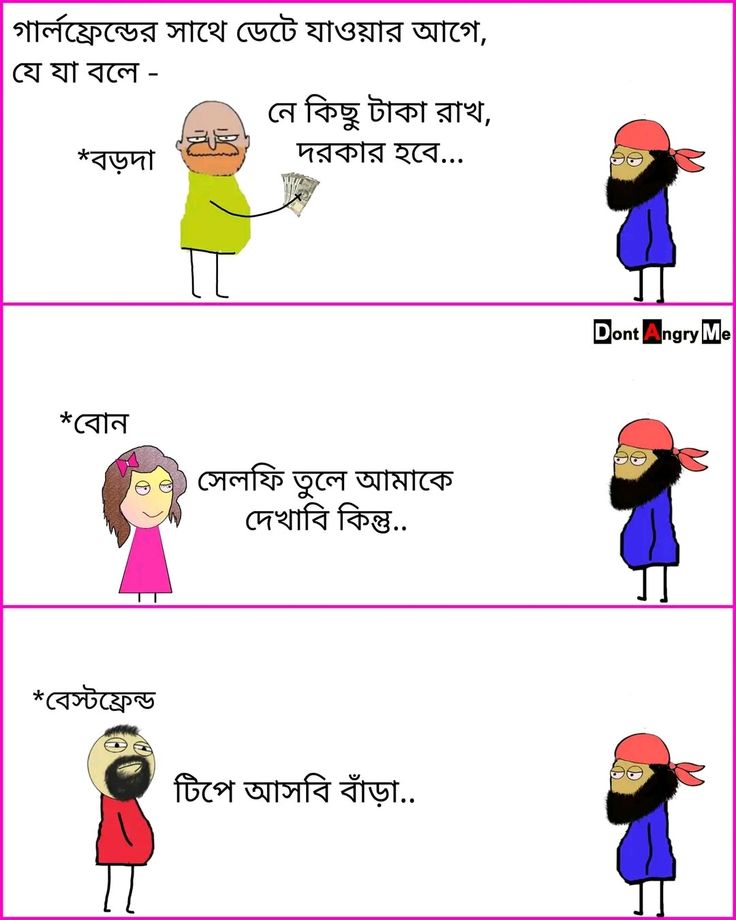 গার্লফ্রেন্ডের সাথে ডেটে যাওয়ার আগে,
যে যা বলে -
*বড়দা
নে কিছু টাকা রাখ,
দরকার হবে...
Dont Angry Me
*বোন
সেলফি তুলে আমাকে
দেখাবি কিন্তু..
*বেস্টফ্রেন্ড
টিপে আসবি বাঁড়া..